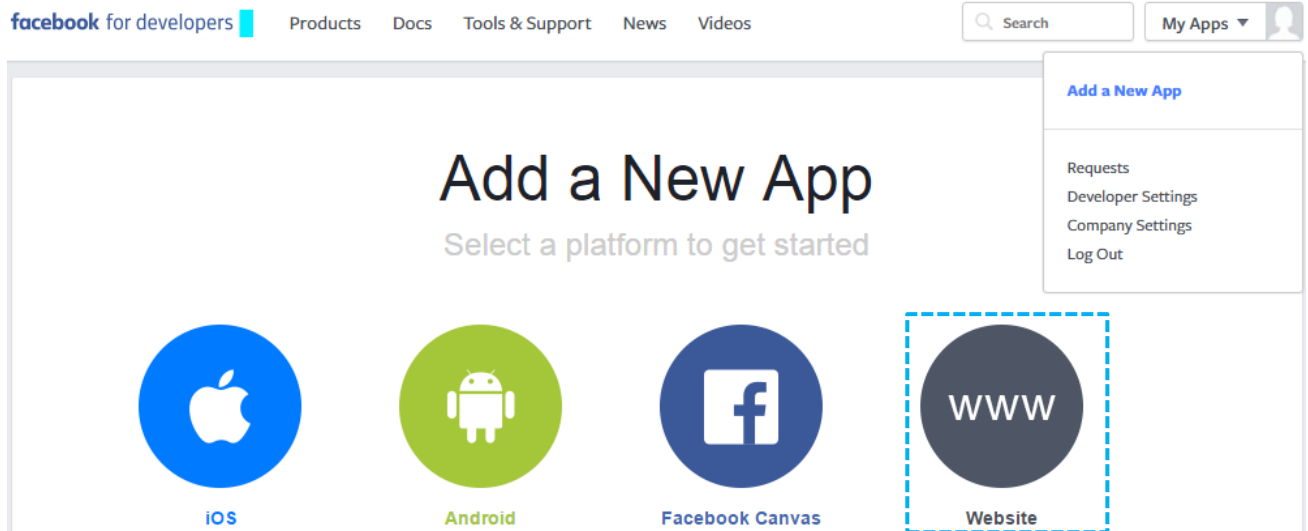 facebook for developers Products Docs Tools & Support News Videos Search My Apps
Add a New App
Requests
Developer Settings
Company Settings
Log Out
Add a New App
Select a platform to get started
www
iOS Android Facebook Canvas Website